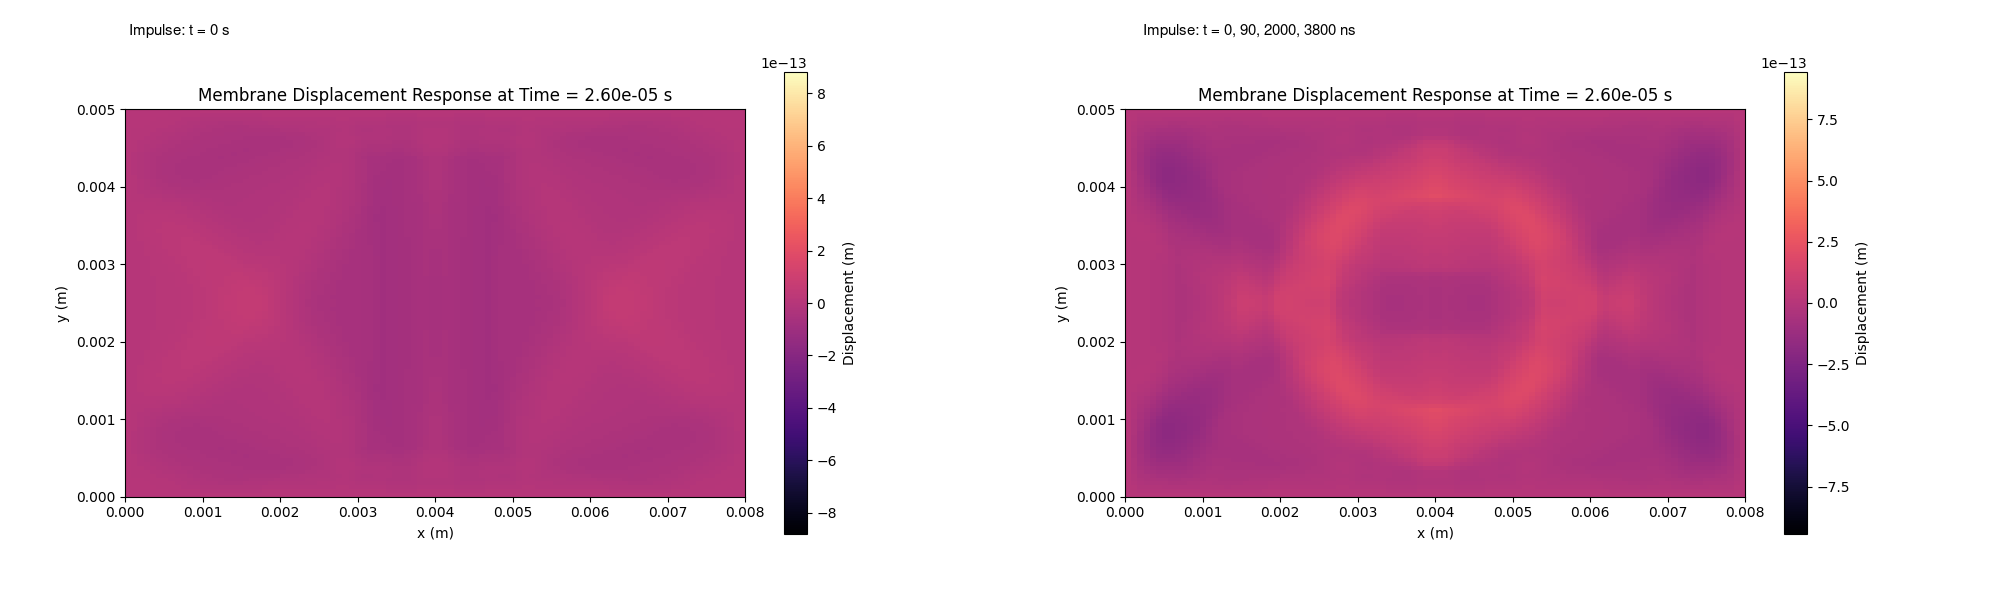 Impulse: t = 0 s
1e−13
Membrane Displacement Response at Time = 2.60e-05 s
0.005
0.004
0.003
0.002
0.001
0.000
y (m)
0.000 0.001 0.002 0.003 0.004 0.005 0.006 0.007 0.008
x (m)
8
6
4
2
0
−2
−4
−6
−8
Displacement (m)
Impulse: t = 0, 90, 2000, 3800 ns
1e−13
Membrane Displacement Response at Time = 2.60e-05 s
0.005
0.004
0.003
0.002
0.001
0.000
y (m)
0.000 0.001 0.002 0.003 0.004 0.005 0.006 0.007 0.008
x (m)
7.5
5.0
2.5
0.0
−2.5
−5.0
−7.5
Displacement (m)